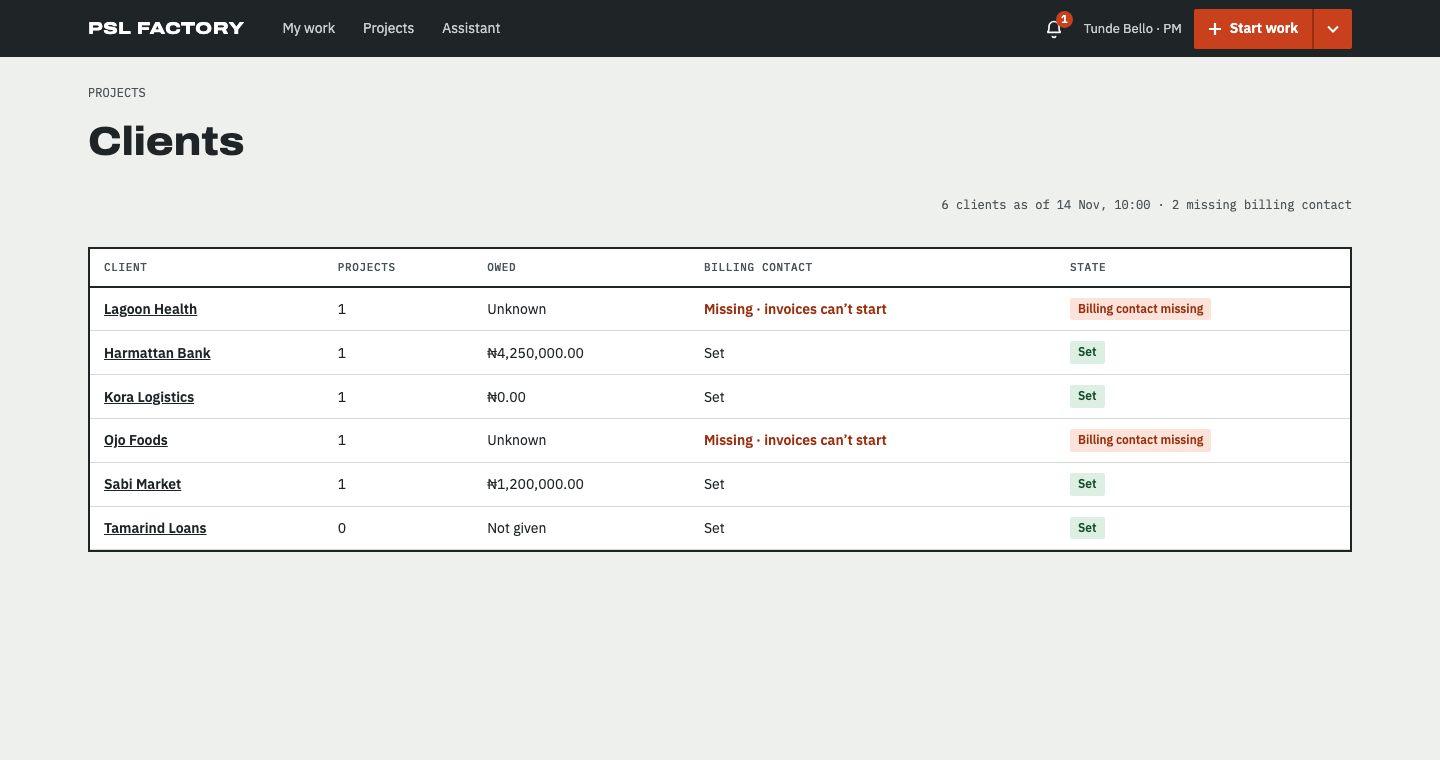 PSL FACTORY My work Projects Assistant 1 Tunde Bello · PM Start work
PROJECTS
Clients
6 clients as of 14 Nov, 10:00 · 2 missing billing contact
CLIENT PROJECTS OWED BILLING CONTACT STATE
Lagoon Health 1 Unknown Missing · invoices can’t start Billing contact missing
Harmattan Bank 1 ₦4,250,000.00 Set Set
Kora Logistics 1 ₦0.00 Set Set
Ojo Foods 1 Unknown Missing · invoices can’t start Billing contact missing
Sabi Market 1 ₦1,200,000.00 Set Set
Tamarind Loans 0 Not given Set Set